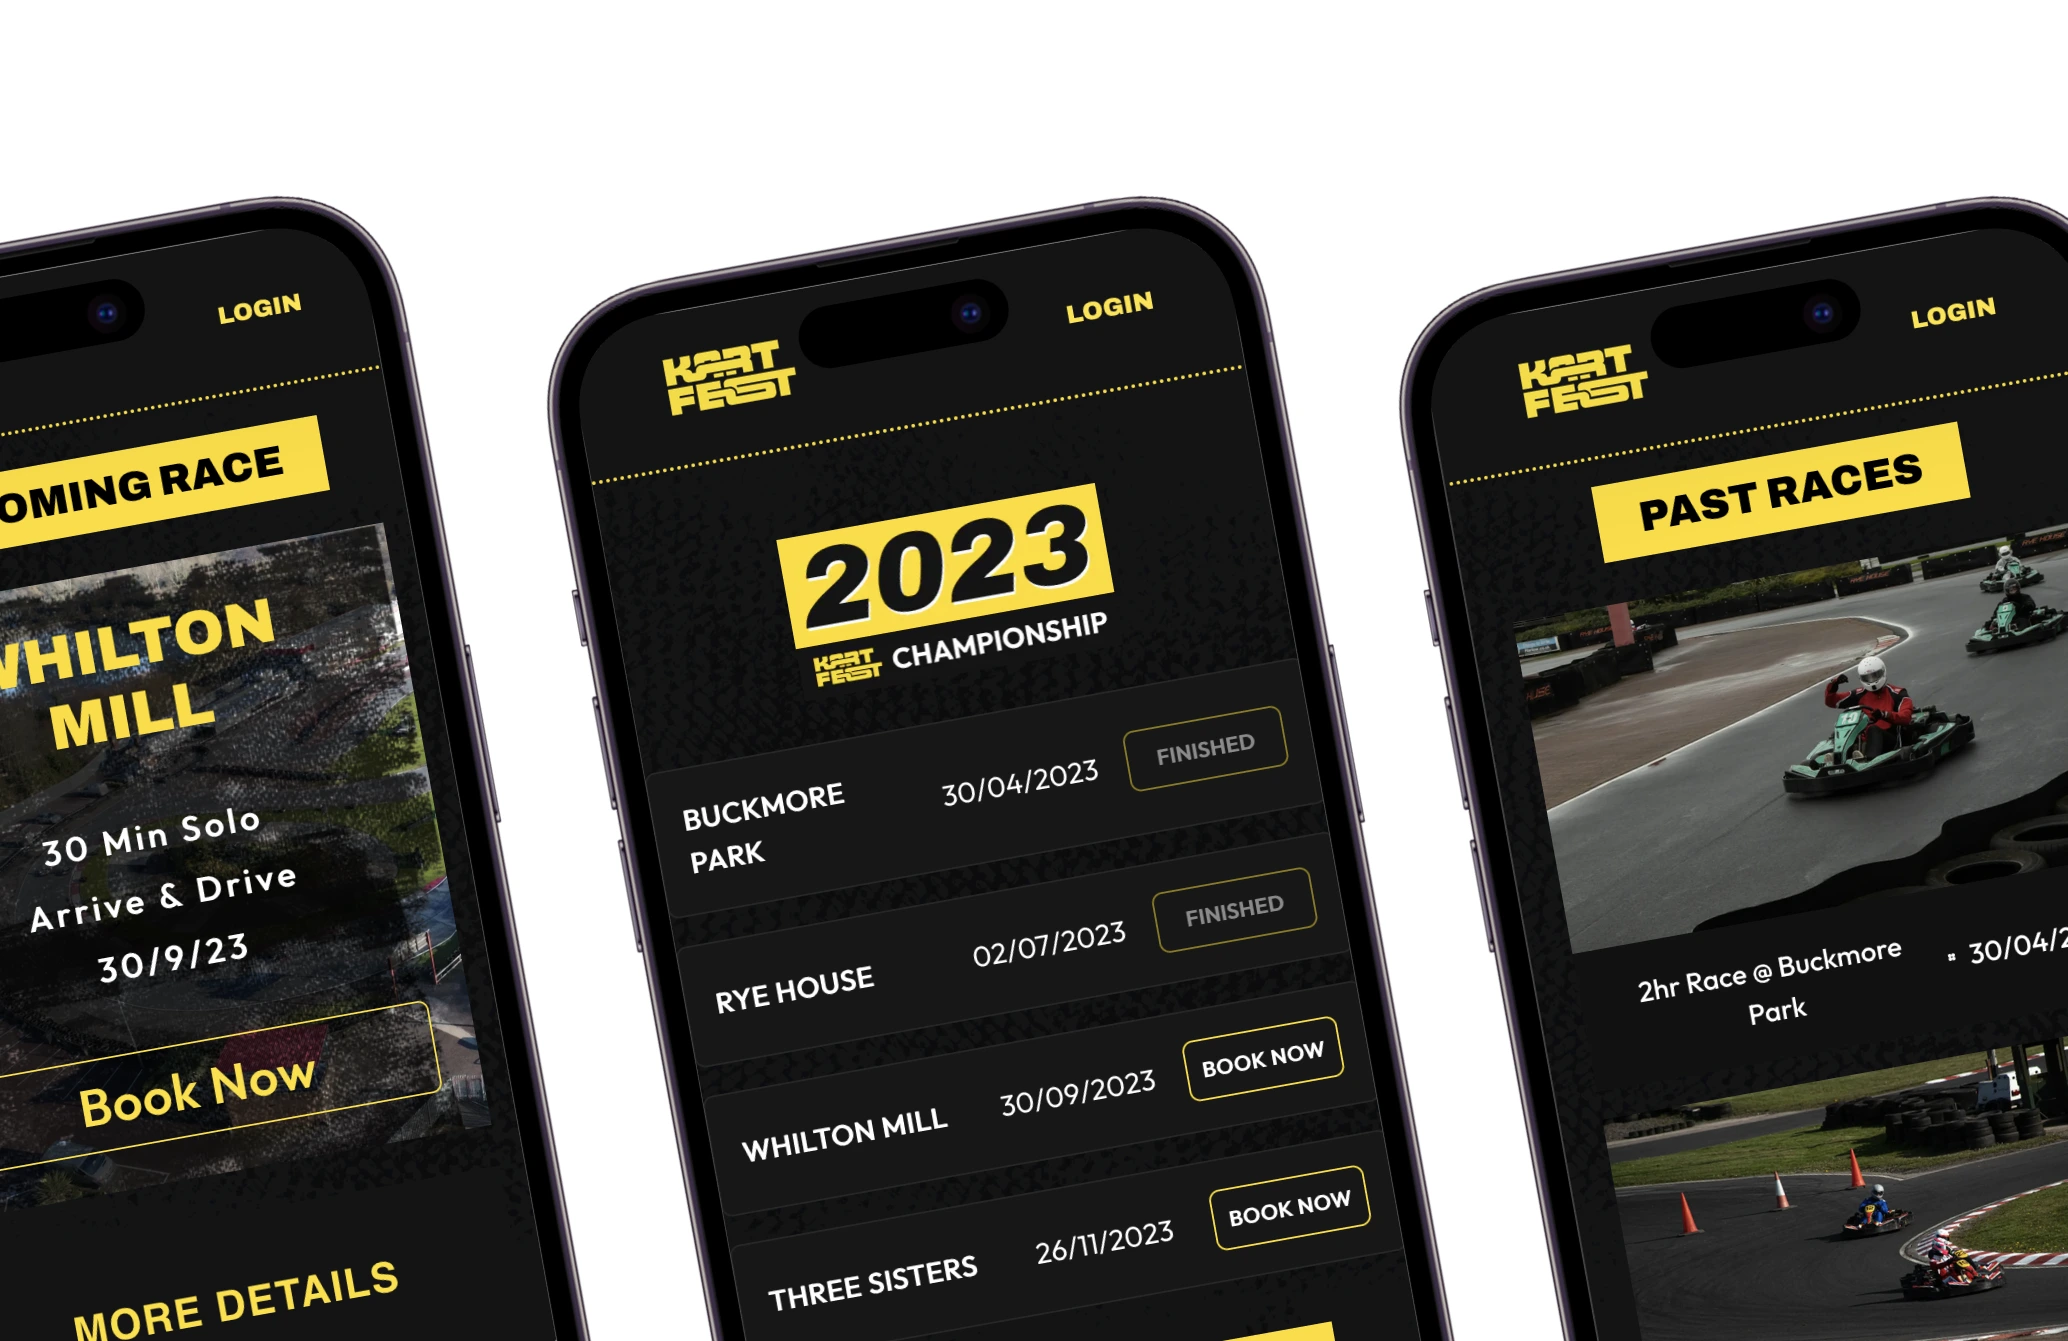 LOGIN
OMING RACE
WHILTON
MILL
30 Min Solo
Arrive & Drive
30/9/23
Book Now
MORE DETAILS
KART
FEST
LOGIN
2023
KART
FEST
CHAMPIONSHIP
BUCKMORE
PARK
30/04/2023
FINISHED
RYE HOUSE
02/07/2023
FINISHED
WHILTON MILL
30/09/2023
BOOK NOW
THREE SISTERS
26/11/2023
BOOK NOW
KART
FEST
LOGIN
PAST RACES
RYE HOUSE
13
2hr Race @ Buckmore
Park
30/04/2